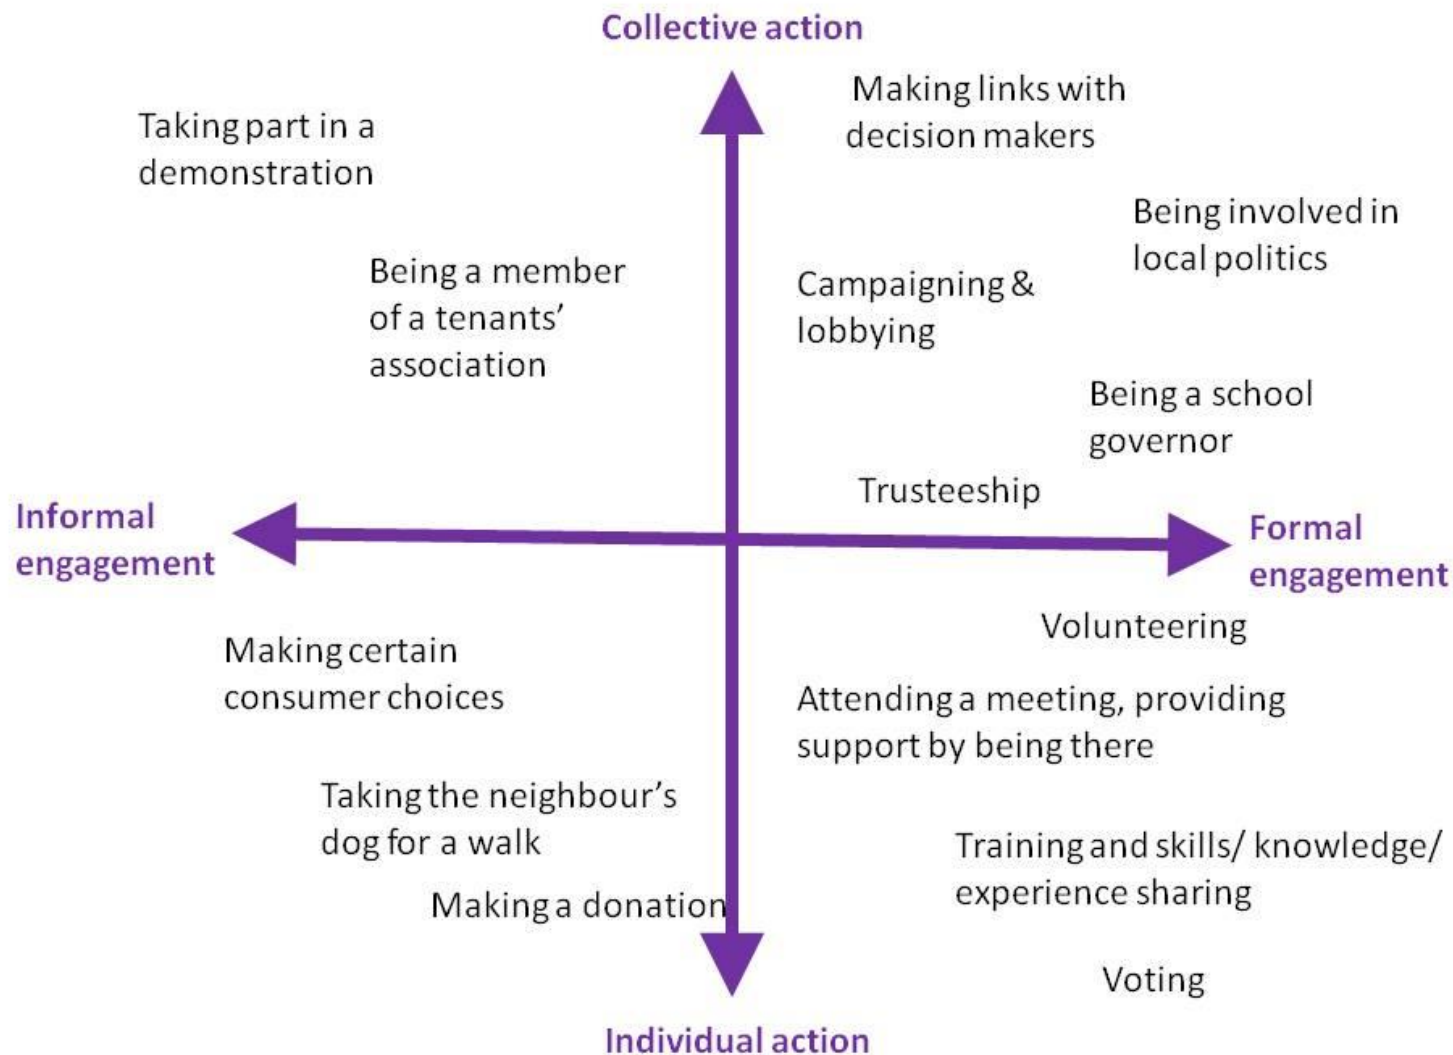 Collective action
Making links with
decision makers
Taking part in a
demonstration
Being involved in
local politics
Being a member
of a tenants’
association
Campaigning &
lobbying
Being a school
governor
Trusteeship
Informal
engagement
Formal
engagement
Volunteering
Making certain
consumer choices
Attending a meeting, providing
support by being there
Taking the neighbour’s
dog for a walk
Training and skills/ knowledge/
experience sharing
Making a donation
Voting
Individual action